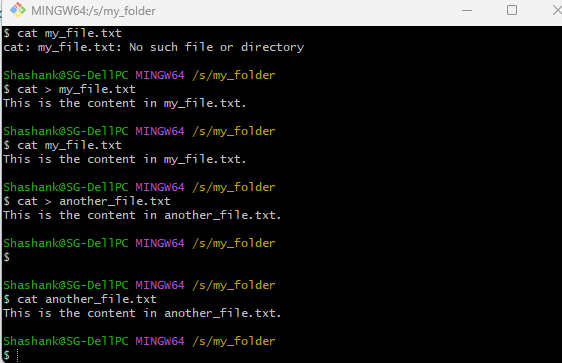 MINGW64:/s/my_folder
$ cat my_file.txt
cat: my_file.txt: No such file or directory
Shashank@SG-DellPC MINGW64 /s/my_folder
$ cat > my_file.txt
This is the content in my_file.txt.
Shashank@SG-DellPC MINGW64 /s/my_folder
$ cat my_file.txt
This is the content in my_file.txt.
Shashank@SG-DellPC MINGW64 /s/my_folder
$ cat > another_file.txt
This is the content in another_file.txt.
Shashank@SG-DellPC MINGW64 /s/my_folder
$
Shashank@SG-DellPC MINGW64 /s/my_folder
$ cat another_file.txt
This is the content in another_file.txt.
Shashank@SG-DellPC MINGW64 /s/my_folder
$